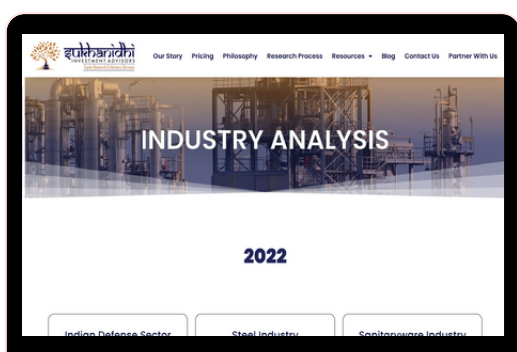 sukhanidhi
INVESTMENT ADVISORS
Our Story Pricing Philosophy Research Process Resources Blog Contact Us Partner With Us
INDUSTRY ANALYSIS
2022
Indian Defense Sector Steel Industry Sanitaryware Industry